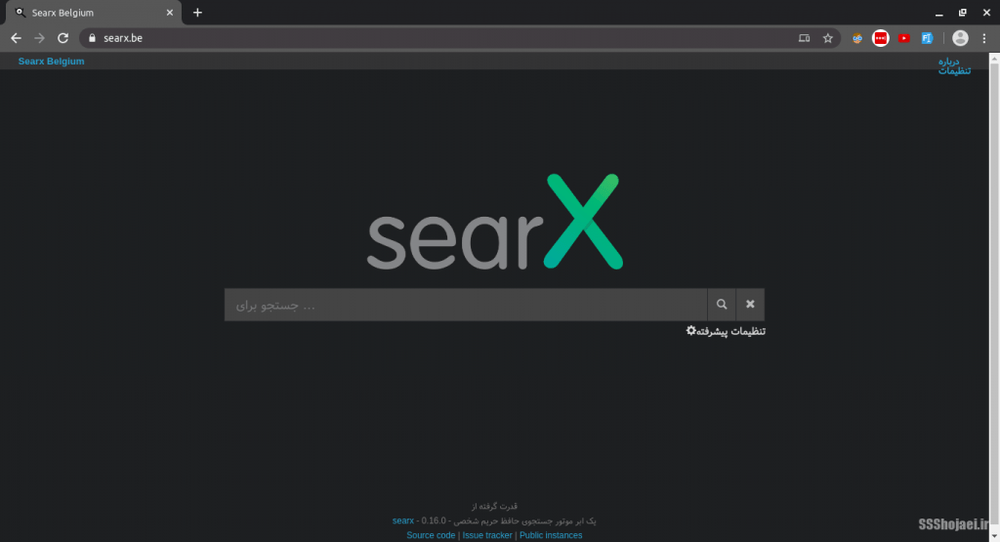 Searx Belgium
searx.be
Searx Belgium
درباره
تنظیمات
searX
جستجو برای ...
تنظیمات پیشرفته
قدرت گرفته از
searx - 0.16.0 - یک ابر موتور جستجوی حافظ حریم شخصی
Source code | Issue tracker | Public instances
SSShojaei.ir